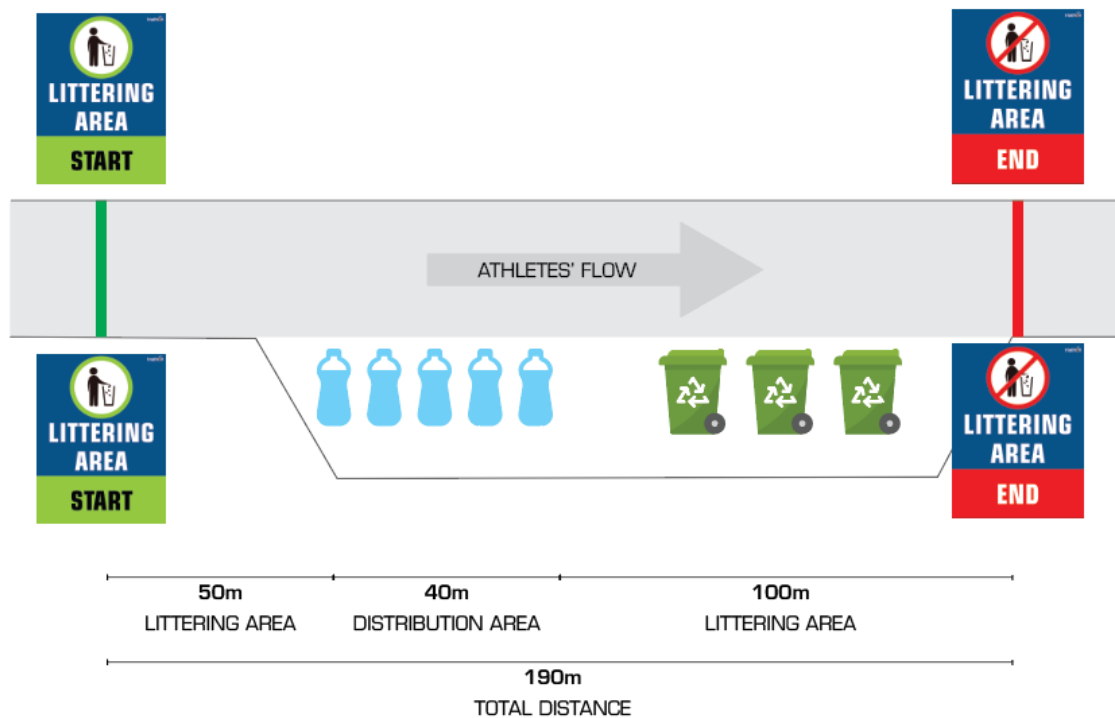 LITTERING
AREA
START
LITTERING
AREA
END
ATHLETES' FLOW
LITTERING
AREA
START
LITTERING
AREA
END
50m
LITTERING AREA
40m
DISTRIBUTION AREA
100m
LITTERING AREA
190m
TOTAL DISTANCE